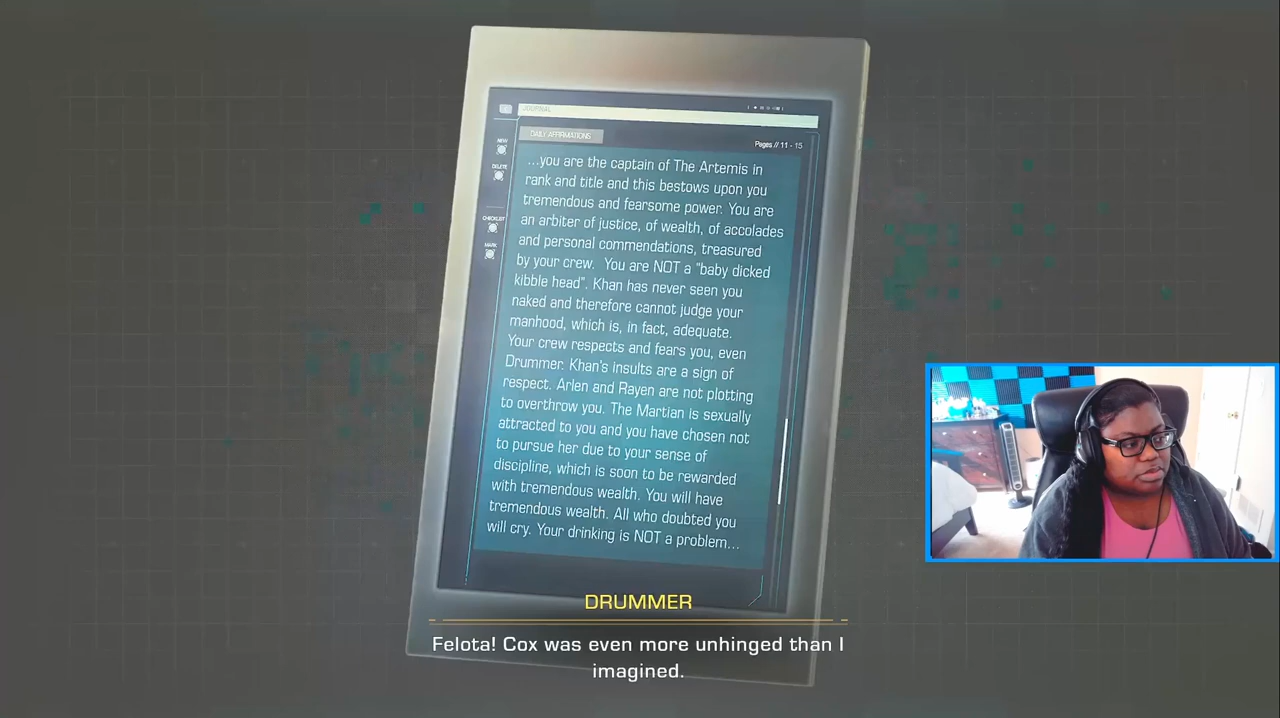 JOURNAL
DAILY AFFIRMATIONS
Pages // 11 - 15
NEW
DELETE
CHECKLIST
MARK
...you are the captain of The Artemis in
rank and title and this bestows upon you
tremendous and fearsome power. You are
an arbiter of justice, of wealth, of accolades
and personal commendations, treasured
by your crew. You are NOT a "baby dicked
kibble head". Khan has never seen you
naked and therefore cannot judge your
manhood, which is, in fact, adequate.
Your crew respects and fears you, even
Drummer. Khan's insults are a sign of
respect. Arlen and Rayen are not plotting
to overthrow you. The Martian is sexually
attracted to you and you have chosen not
to pursue her due to your sense of
discipline, which is soon to be rewarded
with tremendous wealth. You will have
tremendous wealth. All who doubted you
will cry. Your drinking is NOT a problem...
DRUMMER
Felota! Cox was even more unhinged than I
imagined.